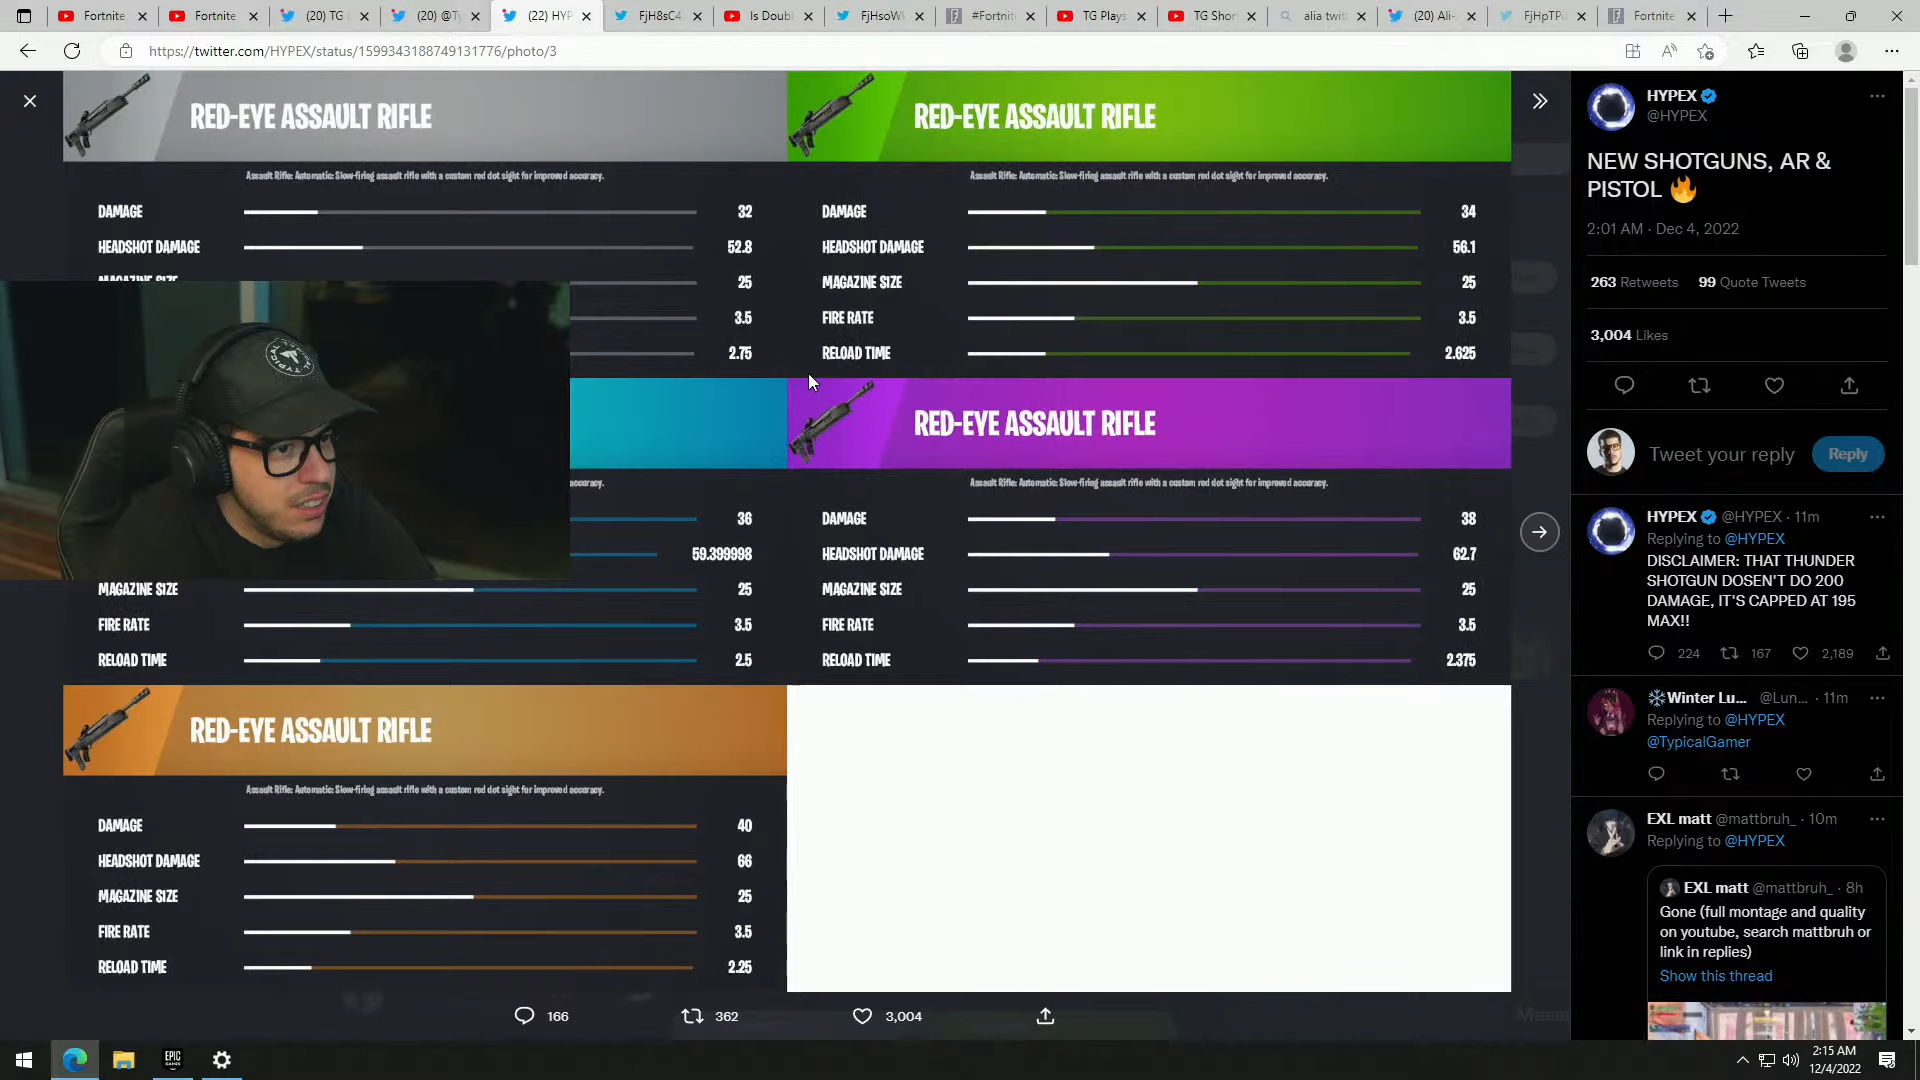 Fortnite
Fortnite
(20) TG
(20) @Ty
(22) HYP
FjH8sC4
Is Doubl
FjHsoW
#Fortnit
TG Plays
TG Shor
alia twit
(20) Ali-
FjHpTPu
Fortnite
https://twitter.com/HYPEX/status/1599343188749131776/photo/3
RED-EYE ASSAULT RIFLE
Assault Rifle: Automatic: Slow-firing assault rifle with a custom red dot sight for improved accuracy.
DAMAGE 32
HEADSHOT DAMAGE 52.8
MAGAZINE SIZE 25
3.5
2.75
RED-EYE ASSAULT RIFLE
Assault Rifle: Automatic: Slow-firing assault rifle with a custom red dot sight for improved accuracy.
DAMAGE 34
HEADSHOT DAMAGE 56.1
MAGAZINE SIZE 25
FIRE RATE 3.5
RELOAD TIME 2.625
accuracy.
36
59.399998
MAGAZINE SIZE 25
FIRE RATE 3.5
RELOAD TIME 2.5
RED-EYE ASSAULT RIFLE
Assault Rifle: Automatic: Slow-firing assault rifle with a custom red dot sight for improved accuracy.
DAMAGE 38
HEADSHOT DAMAGE 62.7
MAGAZINE SIZE 25
FIRE RATE 3.5
RELOAD TIME 2.375
RED-EYE ASSAULT RIFLE
Assault Rifle: Automatic: Slow-firing assault rifle with a custom red dot sight for improved accuracy.
DAMAGE 40
HEADSHOT DAMAGE 66
MAGAZINE SIZE 25
FIRE RATE 3.5
RELOAD TIME 2.25
166 362 3,004
HYPEX
@HYPEX
NEW SHOTGUNS, AR &
PISTOL 🔥
2:01 AM · Dec 4, 2022
263 Retweets 99 Quote Tweets
3,004 Likes
Tweet your reply Reply
HYPEX @HYPEX · 11m
Replying to @HYPEX
DISCLAIMER: THAT THUNDER
SHOTGUN DOSEN'T DO 200
DAMAGE, IT'S CAPPED AT 195
MAX!!
224 167 2,189
❄Winter Lu... @Lun... · 11m
Replying to @HYPEX
@TypicalGamer
EXL matt @mattbruh_ · 10m
Replying to @HYPEX
EXL matt @mattbruh_ · 8h
Gone (full montage and quality
on youtube, search mattbruh or
link in replies)
Show this thread
EPIC
GAMES
2:15 AM
12/4/2022